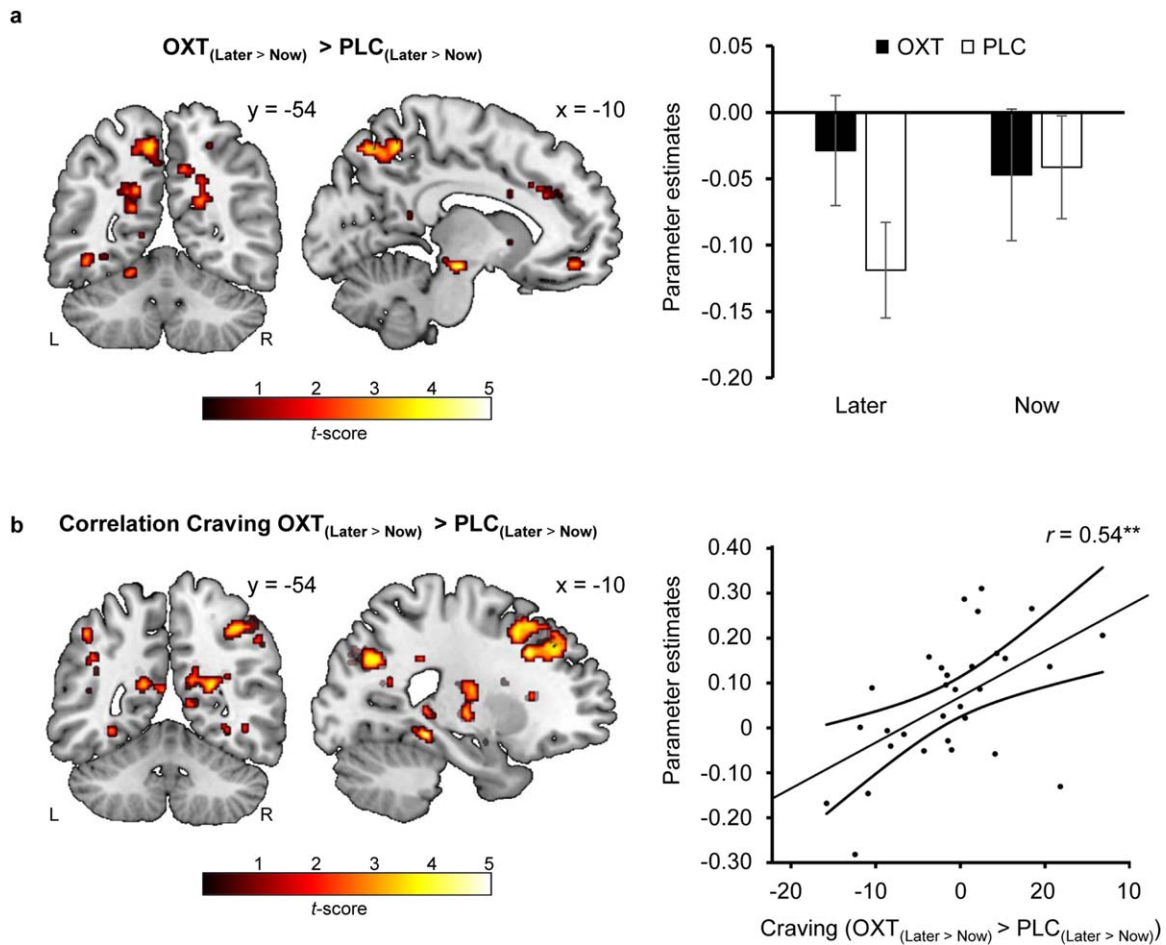 a
OXT(Later > Now) > PLC(Later > Now)
y = -54
x = -10
L
R
1 2 3 4 5
t-score
OXT PLC
0.05
0.00
-0.05
-0.10
-0.15
-0.20
Parameter estimates
Later Now
b Correlation Craving OXT(Later > Now) > PLC(Later > Now)
y = -54
x = -10
L
R
1 2 3 4 5
t-score
r = 0.54**
0.40
0.30
0.20
0.10
0
-0.10
-0.20
-0.30
Parameter estimates
-20 -10 0 20 10
Craving (OXT(Later > Now) > PLC(Later > Now))